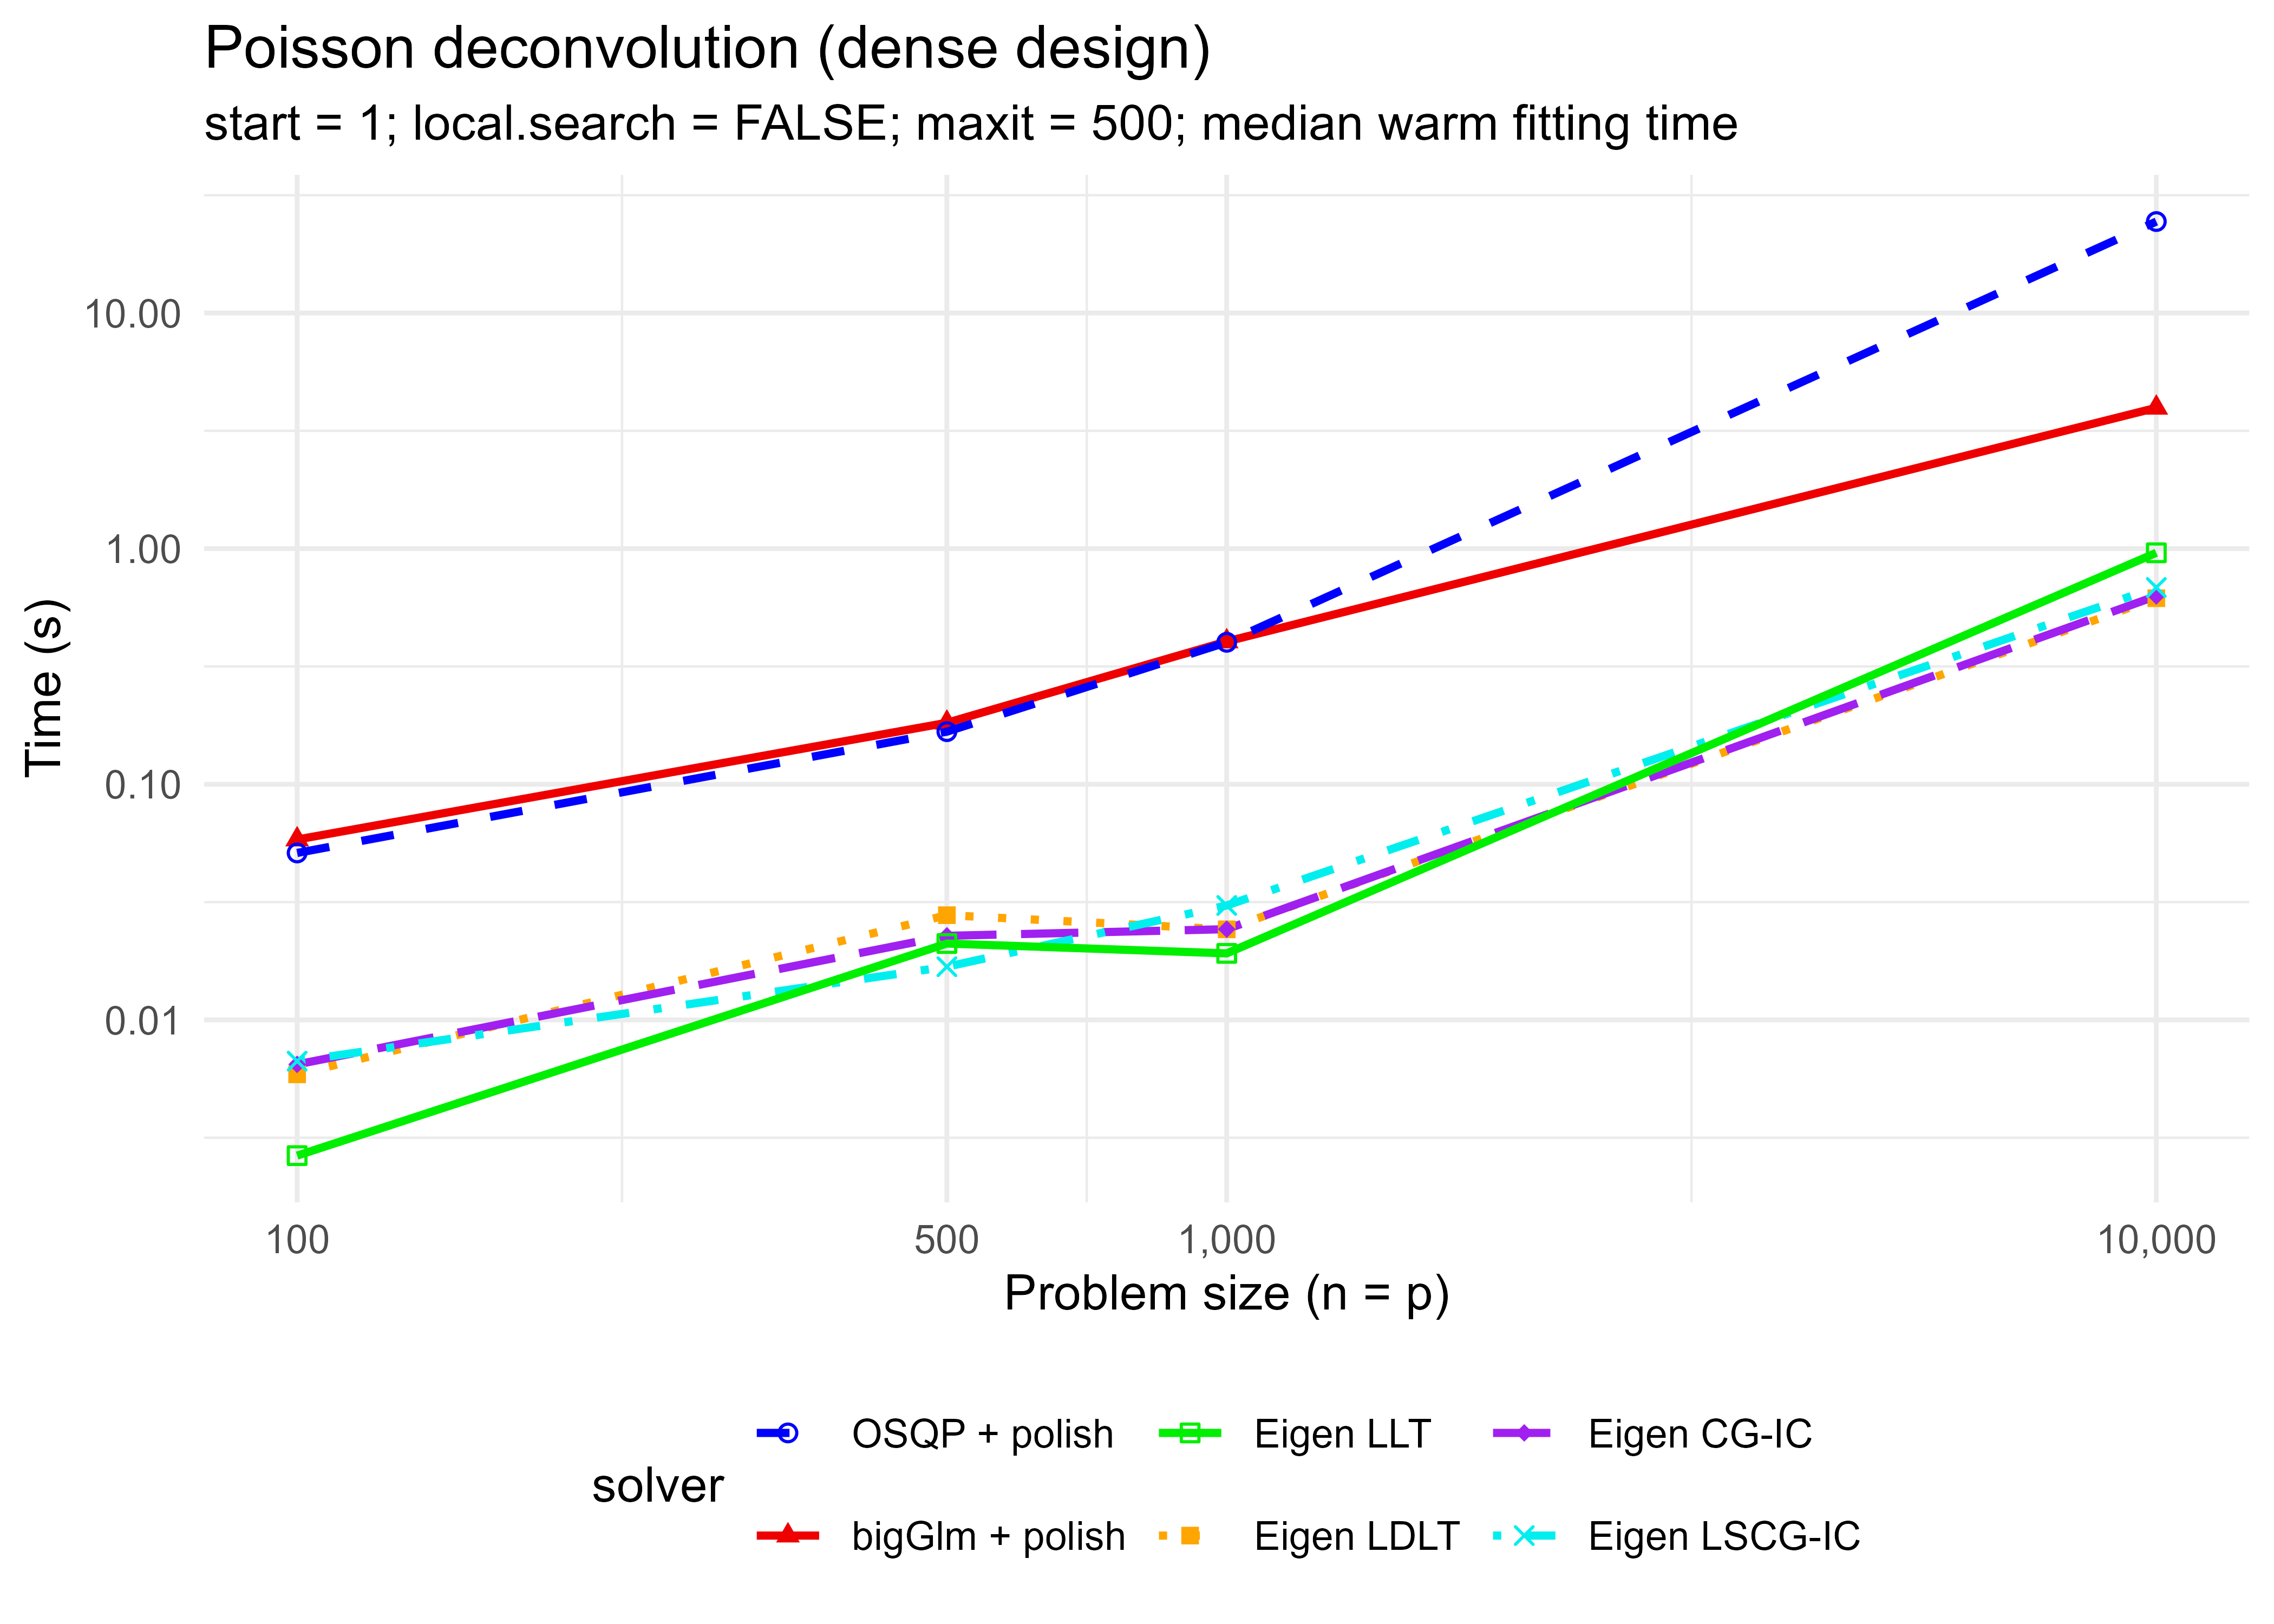 Poisson deconvolution (dense design)
start = 1; local.search = FALSE; maxit = 500; median warm fitting time
10.00
1.00
0.10
0.01
Time (s)
100
500
1,000
10,000
Problem size (n = p)
solver
OSQP + polish
Eigen LLT
Eigen CG-IC
bigGlm + polish
Eigen LDLT
Eigen LSCG-IC